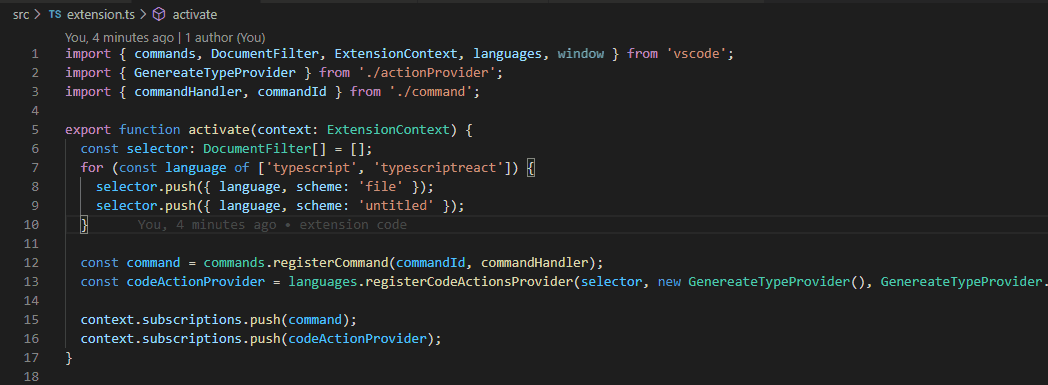 src > TS extension.ts > activate
You, 4 minutes ago | 1 author (You)
1 import { commands, DocumentFilter, ExtensionContext, languages, window } from 'vscode';
2 import { GenereateTypeProvider } from './actionProvider';
3 import { commandHandler, commandId } from './command';
4
5 export function activate(context: ExtensionContext) {
6 const selector: DocumentFilter[] = [];
7 for (const language of ['typescript', 'typescriptreact']) {
8 selector.push({ language, scheme: 'file' });
9 selector.push({ language, scheme: 'untitled' });
10 } You, 4 minutes ago • extension code
11
12 const command = commands.registerCommand(commandId, commandHandler);
13 const codeActionProvider = languages.registerCodeActionsProvider(selector, new GenereateTypeProvider(), GenereateTypeProvider.
14
15 context.subscriptions.push(command);
16 context.subscriptions.push(codeActionProvider);
17 }
18